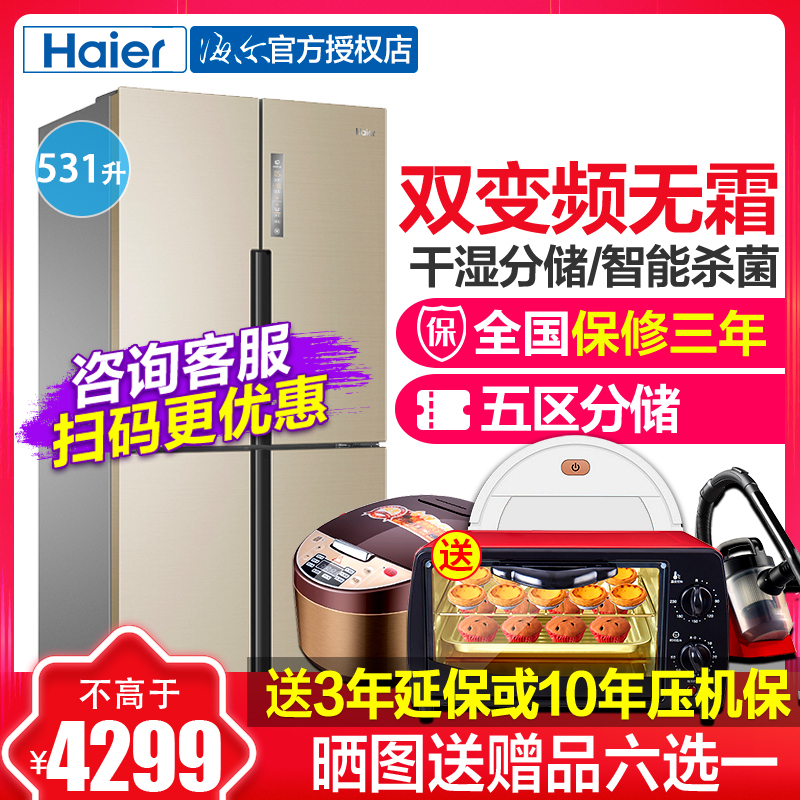 Haier 海尔官方授权店
531升
Haier
双变频无霜
干湿分储/智能杀菌
保 全国保修三年
五区分储
咨询客服
扫码更优惠
送
送3年延保或10年压机保
不高于
¥4299
晒图送赠品六选一